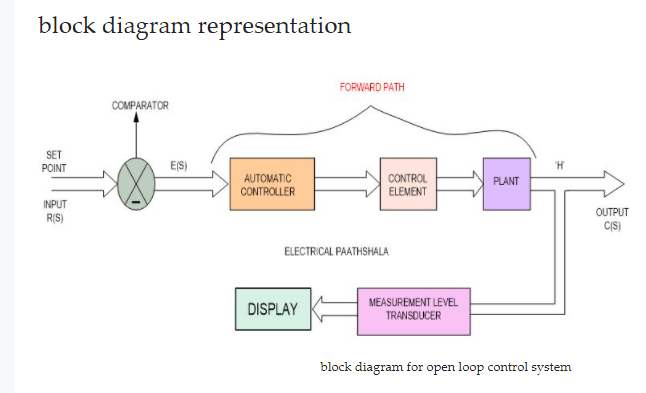 block diagram representation
FORWARD PATH
COMPARATOR
SET
POINT
E(S)
'H'
AUTOMATIC
CONTROLLER
CONTROL
ELEMENT
PLANT
INPUT
R(S)
OUTPUT
C(S)
ELECTRICAL PAATHSHALA
DISPLAY
MEASUREMENT LEVEL
TRANSDUCER
block diagram for open loop control system